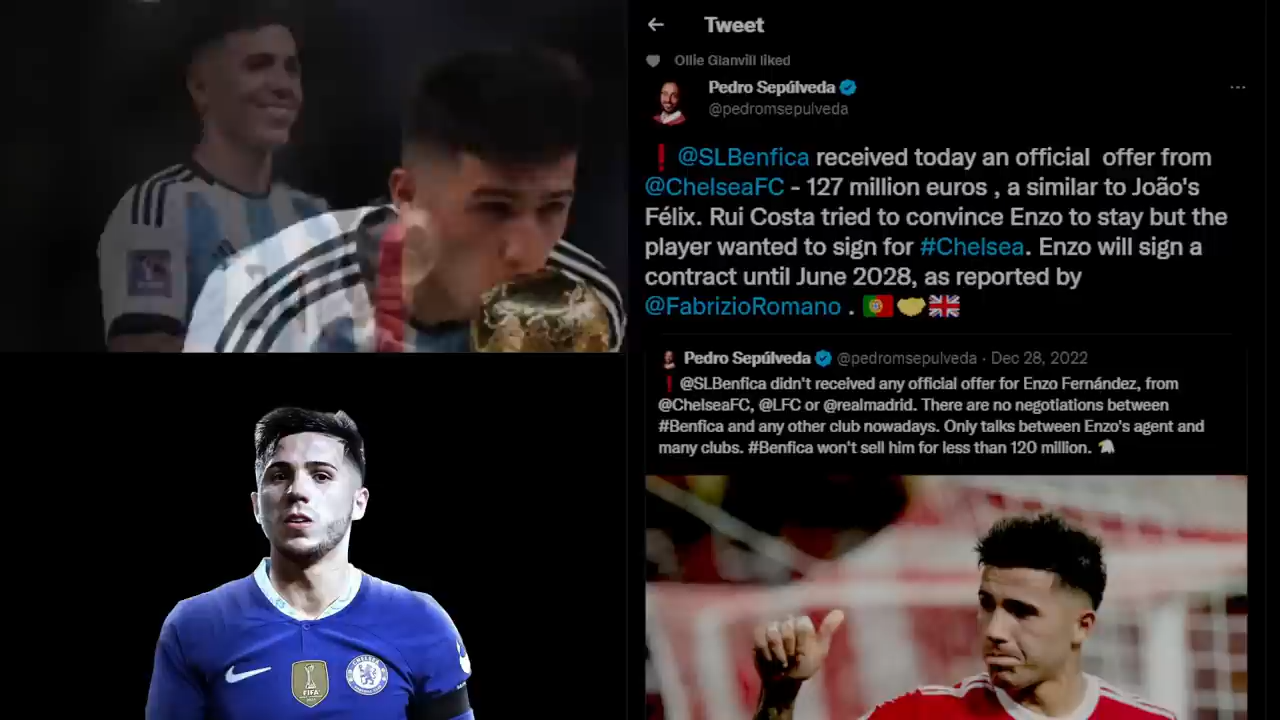 Tweet
Ollie Glanvill liked
Pedro Sepúlveda
@pedromsepulveda
❗@SLBenfica received today an official offer from
@ChelseaFC - 127 million euros , a similar to João's
Félix. Rui Costa tried to convince Enzo to stay but the
player wanted to sign for #Chelsea. Enzo will sign a
contract until June 2028, as reported by
@FabrizioRomano . 🇵🇹🤝🇬🇧
Pedro Sepúlveda @pedromsepulveda · Dec 28, 2022
❗@SLBenfica didn't received any official offer for Enzo Fernández, from
@ChelseaFC, @LFC or @realmadrid. There are no negotiations between
#Benfica and any other club nowadays. Only talks between Enzo's agent and
many clubs. #Benfica won't sell him for less than 120 million. 🦅
FIFA